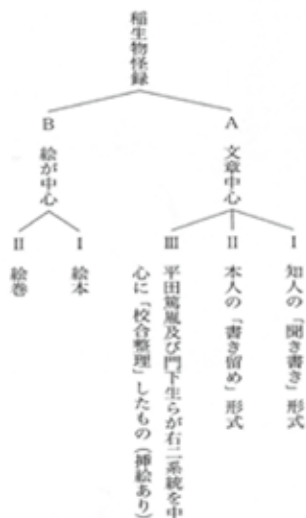 稲生物怪録
A 文章中心
I 知人の「聞き書き」形式
II 本人の「書き留め」形式
III 平田篤胤及び門下生らが右二系統を中
心に「校合整理」したもの（挿絵あり）
B 絵が中心
I 絵本
II 絵巻